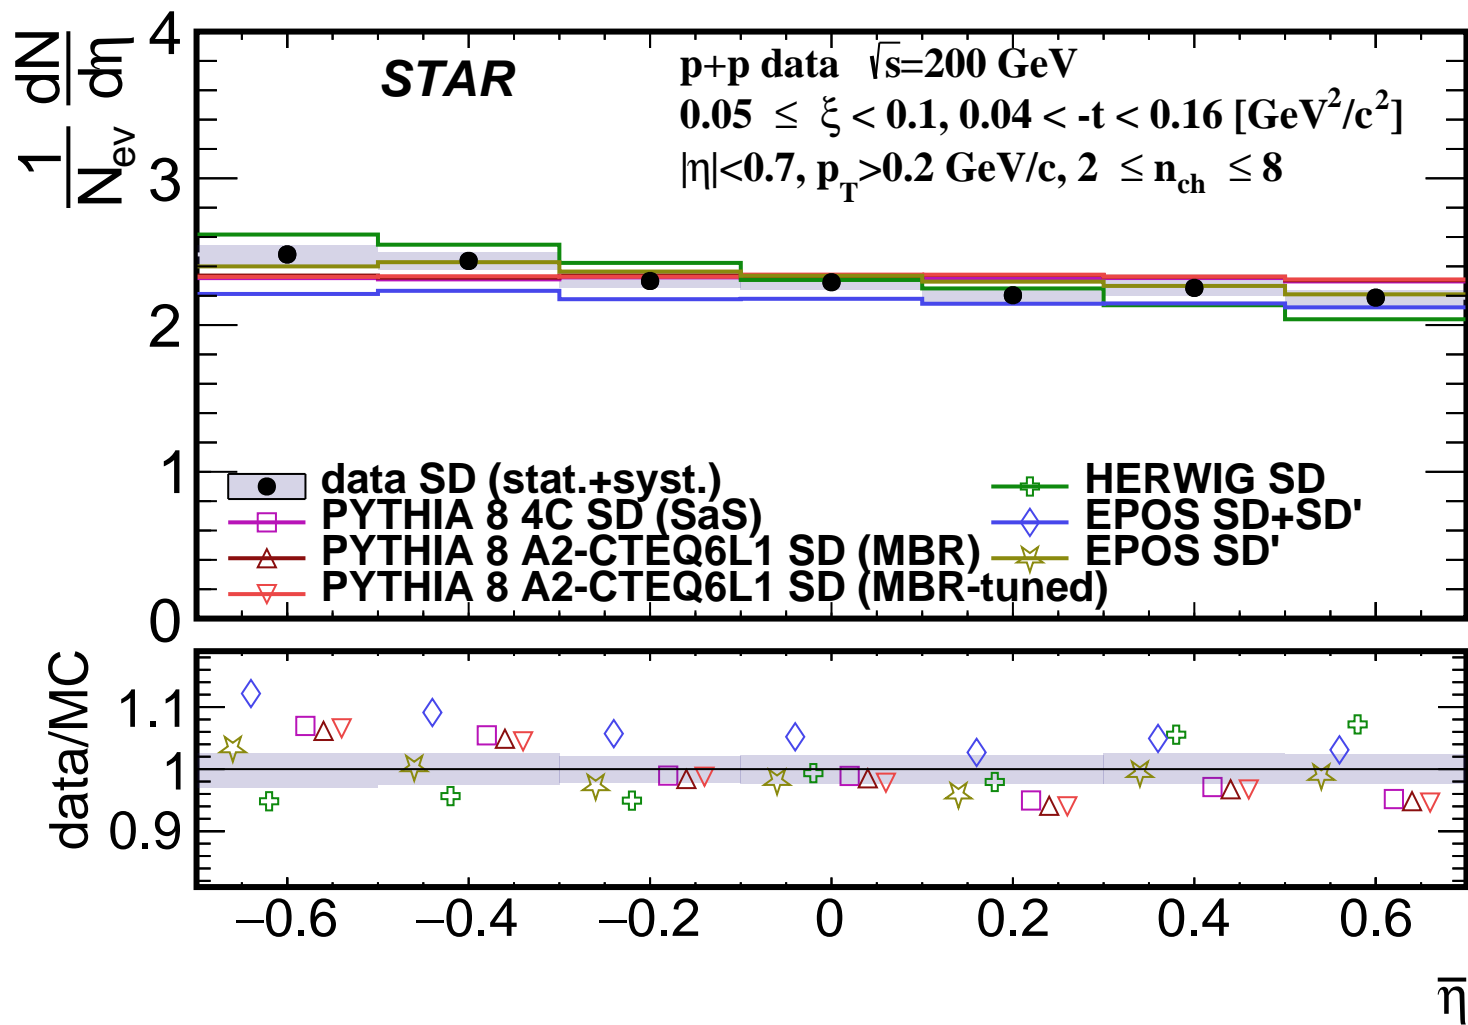 1/N_ev dN/dη
4
3
2
1
0
STAR
p+p data √s=200 GeV
0.05 ≤ ξ < 0.1, 0.04 < -t < 0.16 [GeV²/c²]
|η|<0.7, p_T>0.2 GeV/c, 2 ≤ n_ch ≤ 8
data SD (stat.+syst.)
PYTHIA 8 4C SD (SaS)
PYTHIA 8 A2-CTEQ6L1 SD (MBR)
PYTHIA 8 A2-CTEQ6L1 SD (MBR-tuned)
HERWIG SD
EPOS SD+SD'
EPOS SD'
data/MC
1.1
1
0.9
−0.6 −0.4 −0.2 0 0.2 0.4 0.6
η̅